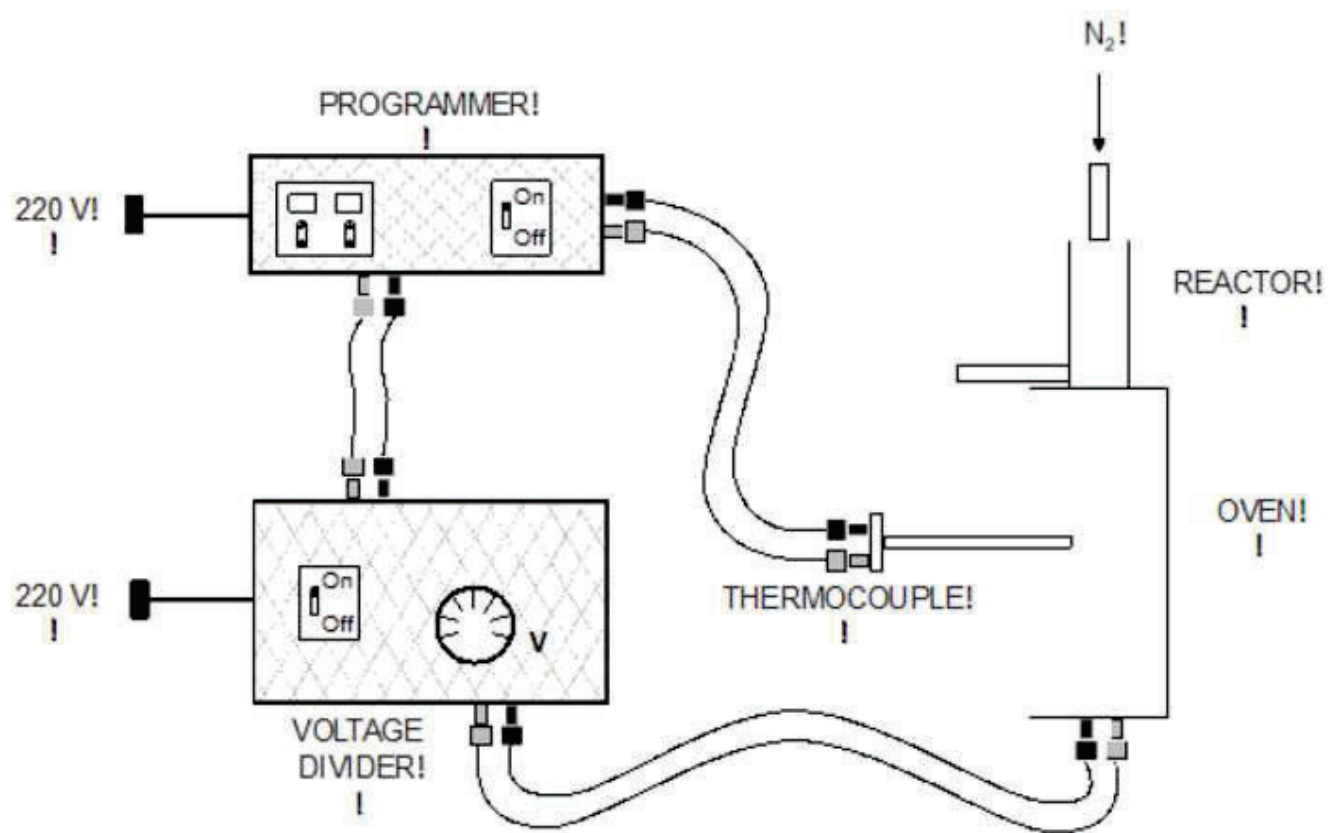 N₂!
PROGRAMMER!
!
220 V!
!
On
Off
REACTOR!
!
OVEN!
!
THERMOCOUPLE!
!
220 V!
!
On
Off
V
VOLTAGE
DIVIDER!
!